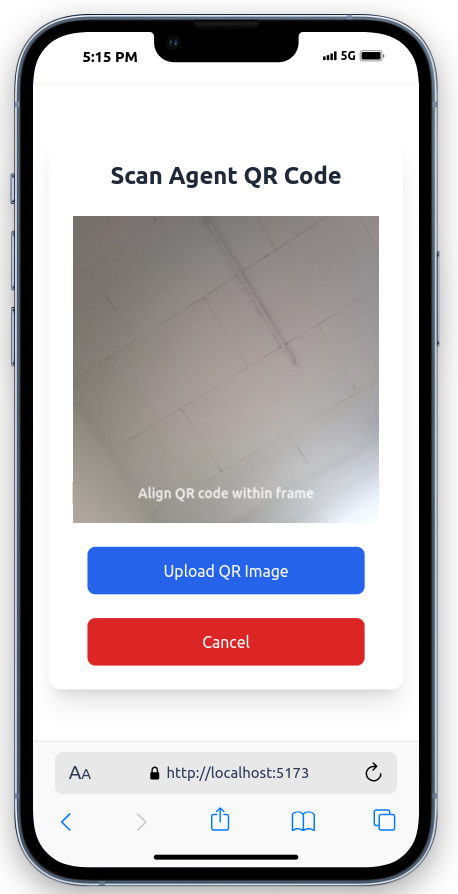 5:15 PM
5G
Scan Agent QR Code
Align QR code within frame
Upload QR Image
Cancel
AA
http://localhost:5173